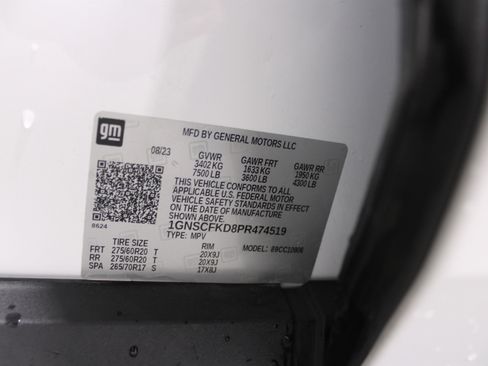 gm
MFD BY GENERAL MOTORS LLC
08/23 GVWR GAWR FRT GAWR RR
3402 KG 1633 KG 1950 KG
7500 LB 3600 LB 4300 LB
THIS VEHICLE CONFORMS TO ALL
APPLICABLE U.S. FEDERAL MOTOR
VEHICLE SAFETY STANDARDS IN EFFECT
ON THE DATE OF MANUFACTURE
SHOWN ABOVE.
8624 1GNSCFKD8PR474519
TYPE: MPV MODEL:
TIRE SIZE RIM
FRT 275/60R20 T 20X9J
RR 275/60R20 T 20X9J
SPA 265/70R17 S 17X8J